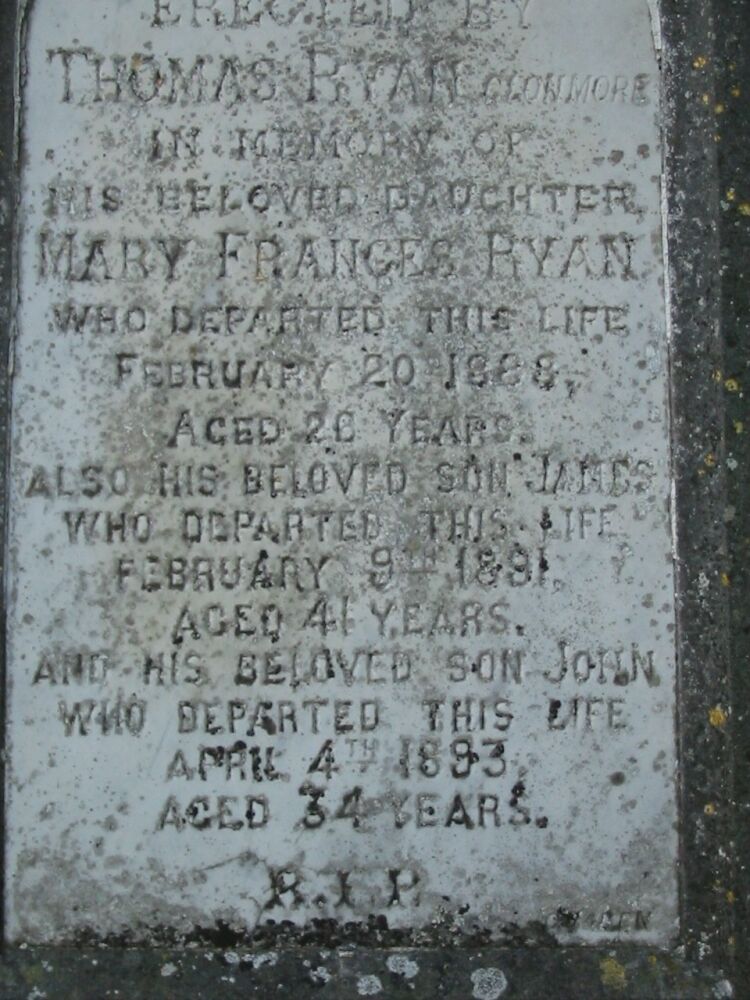 ERECTED BY
THOMAS RYAN CLONMORE
IN MEMORY OF
HIS BELOVED DAUGHTER,
MARY FRANCES RYAN
WHO DEPARTED THIS LIFE
FEBRUARY 20 1888,
AGED 26 YEARS.
ALSO HIS BELOVED SON JAMES
WHO DEPARTED THIS LIFE
FEBRUARY 9TH 1891,
AGED 41 YEARS.
AND HIS BELOVED SON JOHN
WHO DEPARTED THIS LIFE
APRIL 4TH 1893,
AGED 34 YEARS.
R.I.P.